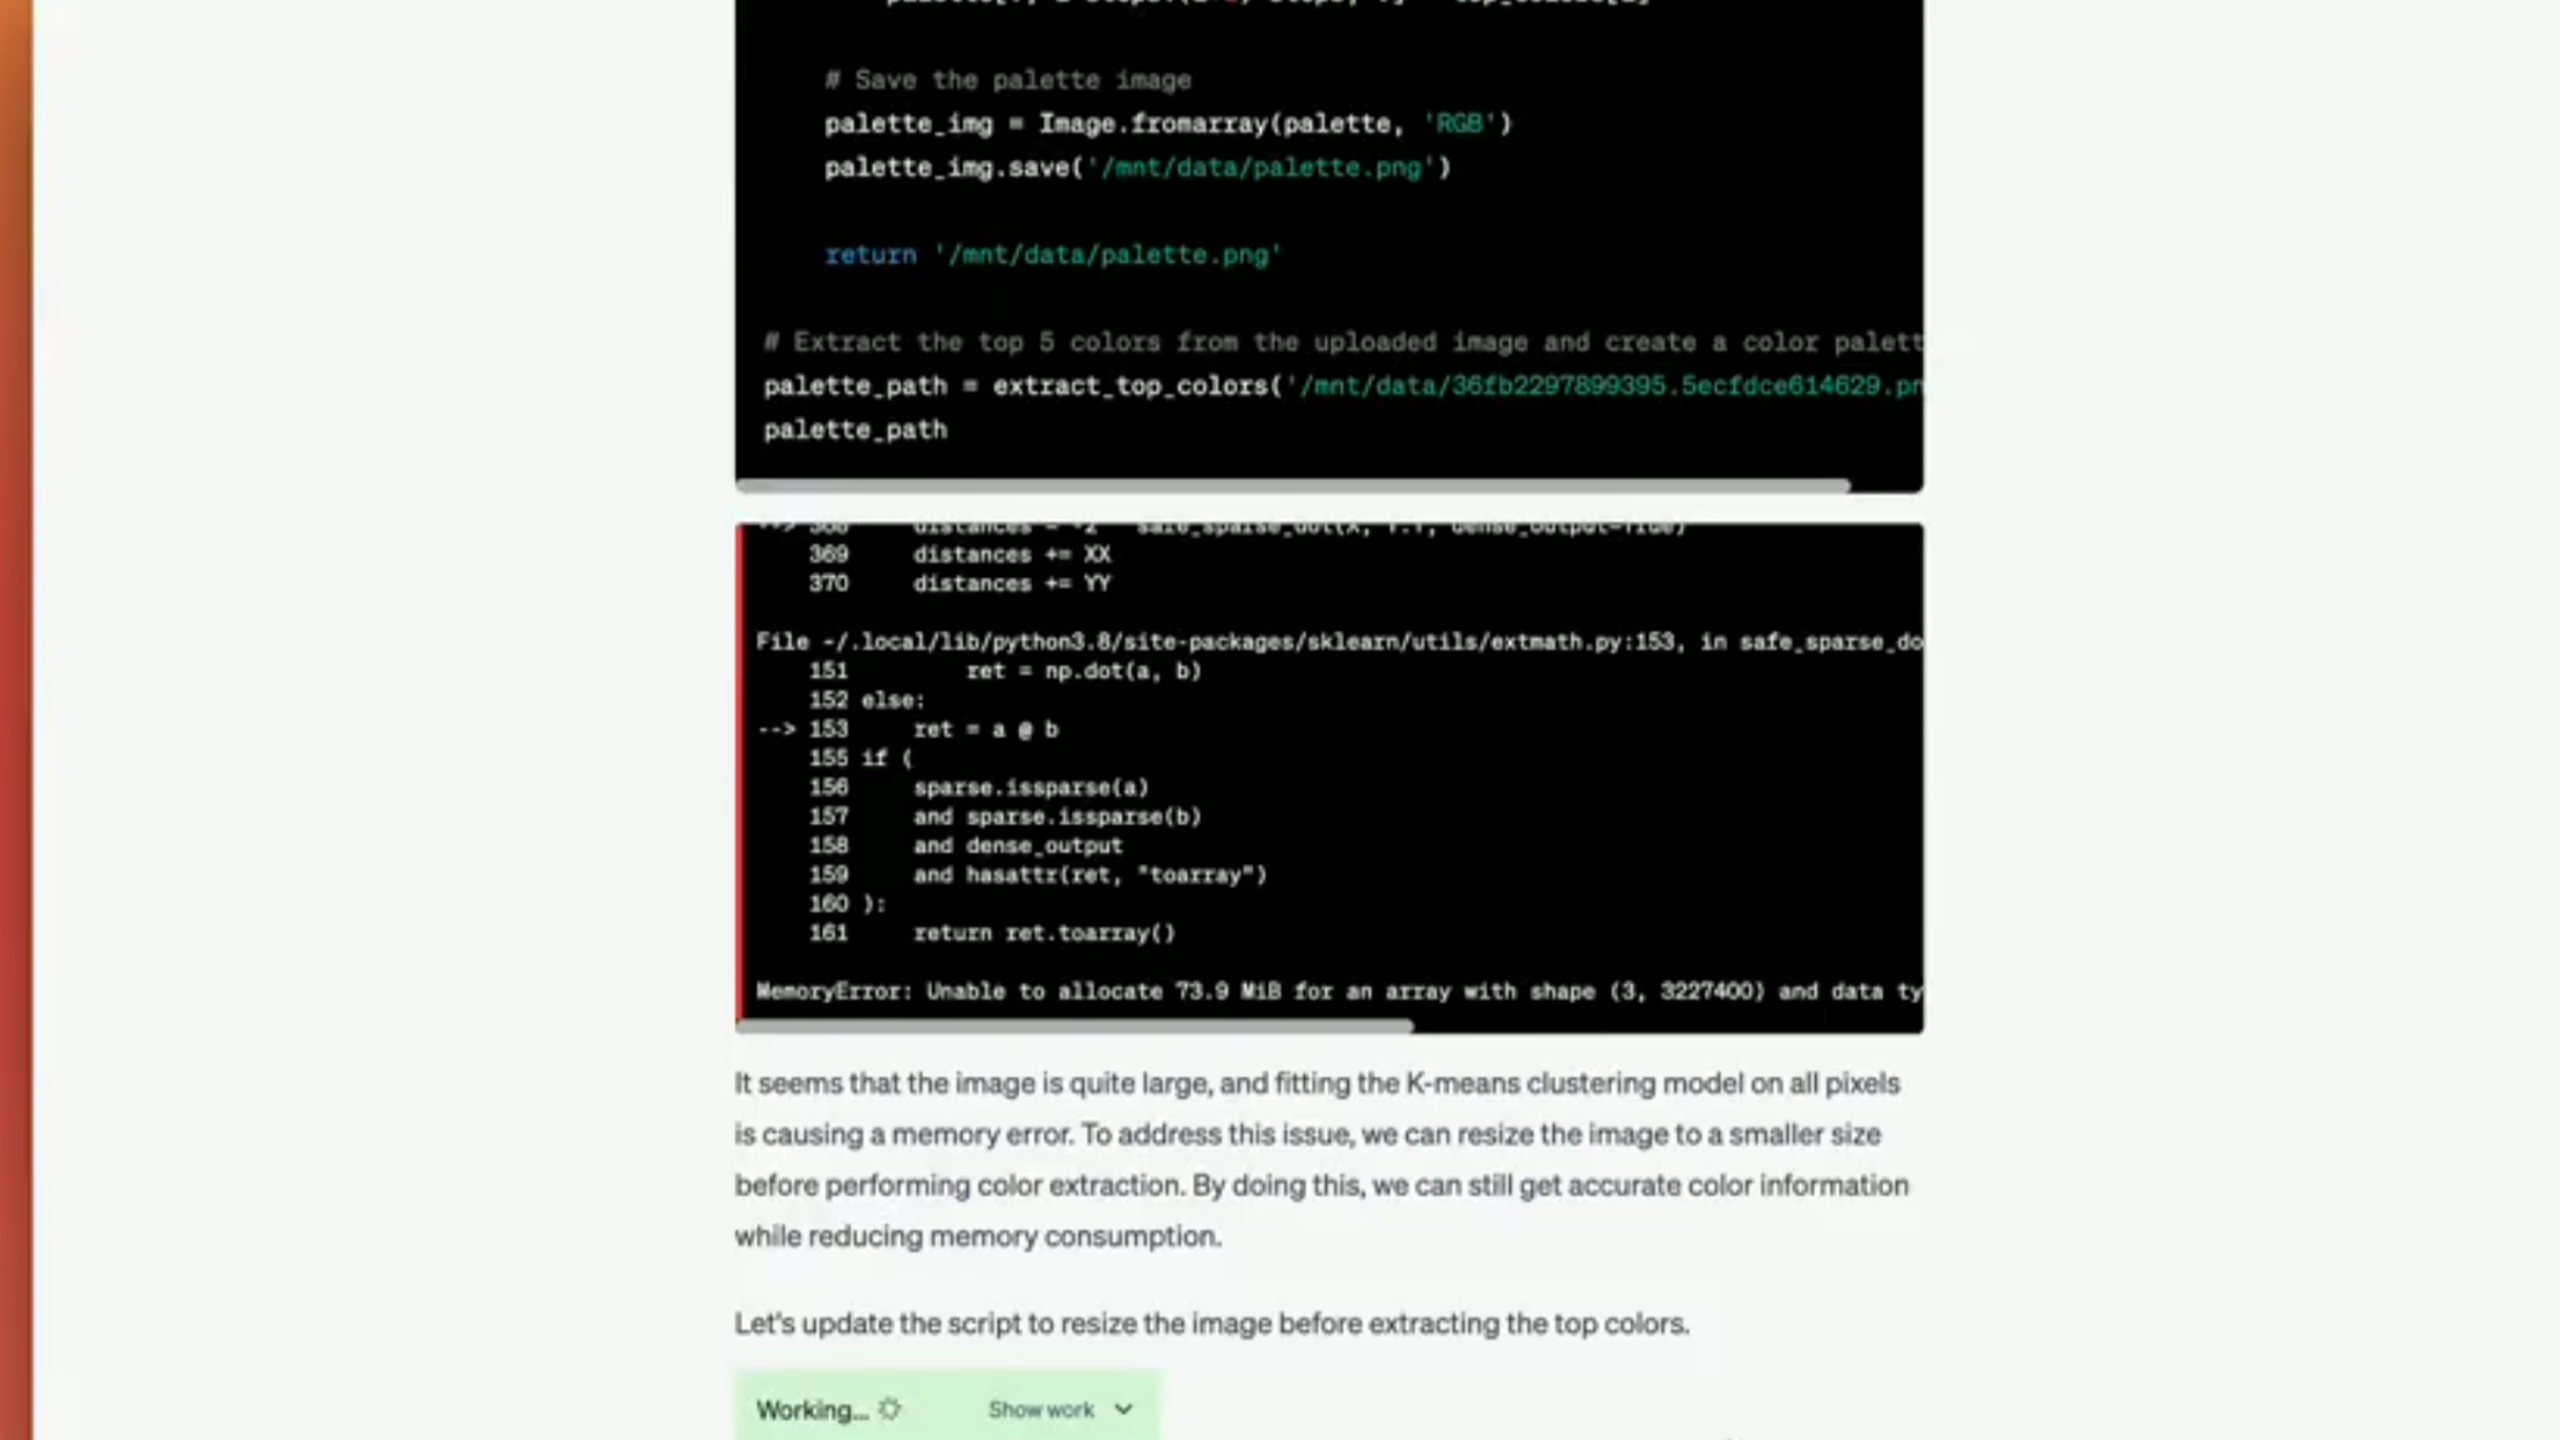 # Save the palette image
palette_img = Image.fromarray(palette, 'RGB')
palette_img.save('/mnt/data/palette.png')
return '/mnt/data/palette.png'
# Extract the top 5 colors from the uploaded image and create a color palett
palette_path = extract_top_colors('/mnt/data/36fb2297899395.5ecfdce614629.pn
palette_path
--> 368 distances = -2 * safe_sparse_dot(X, Y.T, dense_output=True)
369 distances += XX
370 distances += YY
File ~/.local/lib/python3.8/site-packages/sklearn/utils/extmath.py:153, in safe_sparse_do
151 ret = np.dot(a, b)
152 else:
--> 153 ret = a @ b
155 if (
156 sparse.issparse(a)
157 and sparse.issparse(b)
158 and dense_output
159 and hasattr(ret, "toarray")
160 ):
161 return ret.toarray()
MemoryError: Unable to allocate 73.9 MiB for an array with shape (3, 3227400) and data ty
It seems that the image is quite large, and fitting the K-means clustering model on all pixels
is causing a memory error. To address this issue, we can resize the image to a smaller size
before performing color extraction. By doing this, we can still get accurate color information
while reducing memory consumption.
Let's update the script to resize the image before extracting the top colors.
Working... Show work